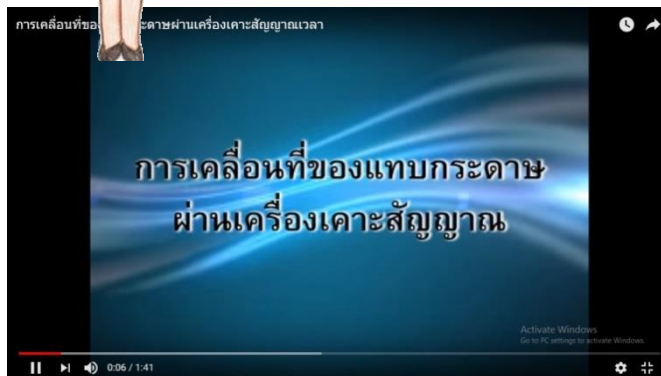 การเคลื่อนที่ของ ะดาษผ่านเครื่องเคาะสัญญาณเวลา
การเคลื่อนที่ของแทบกระดาษ
ผ่านเครื่องเคาะสัญญาณ
Activate Windows
Go to PC settings to activate Windows.
0:06 / 1:41